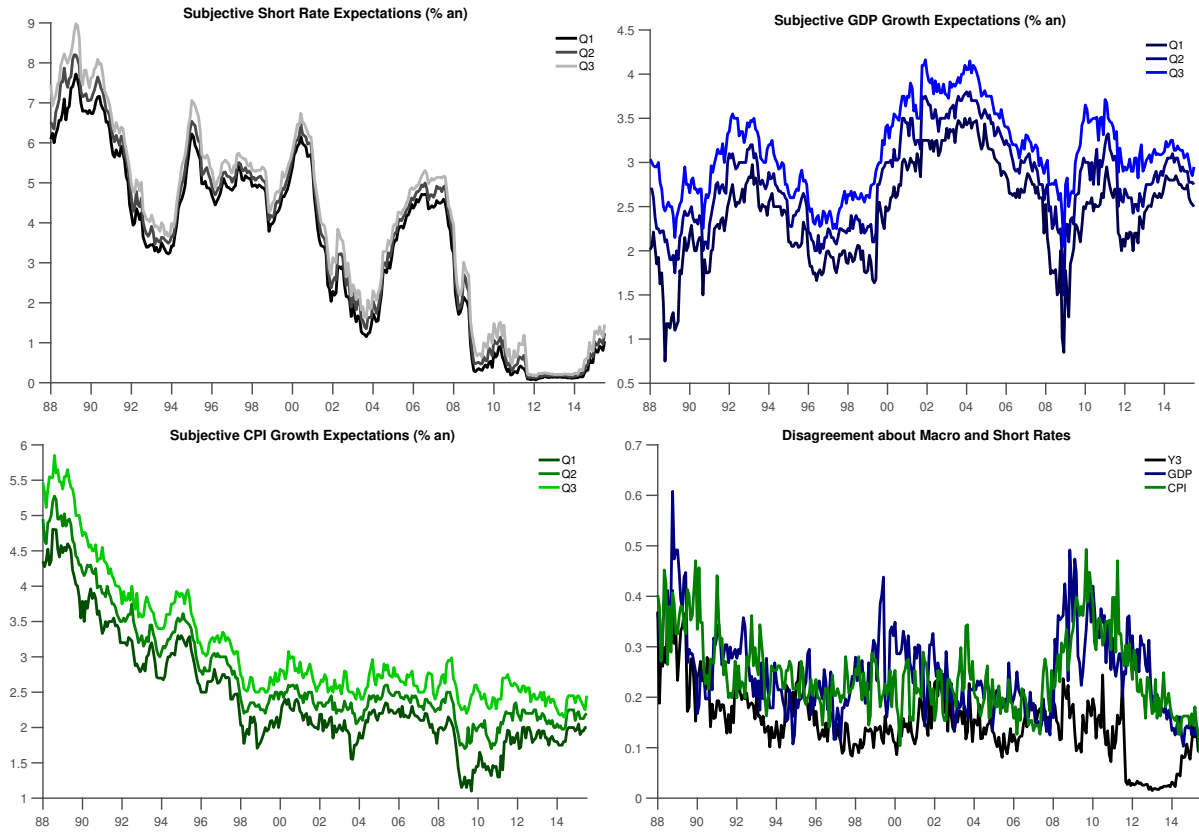 Subjective Short Rate Expectations (% an)
9
8
7
6
5
4
3
2
1
0
Q1
Q2
Q3
88 90 92 94 96 98 00 02 04 06 08 10 12 14
Subjective GDP Growth Expectations (% an)
4.5
4
3.5
3
2.5
2
1.5
1
0.5
Q1
Q2
Q3
88 90 92 94 96 98 00 02 04 06 08 10 12 14
Subjective CPI Growth Expectations (% an)
6
5.5
5
4.5
4
3.5
3
2.5
2
1.5
1
Q1
Q2
Q3
88 90 92 94 96 98 00 02 04 06 08 10 12 14
Disagreement about Macro and Short Rates
0.7
0.6
0.5
0.4
0.3
0.2
0.1
0
Y3
GDP
CPI
88 90 92 94 96 98 00 02 04 06 08 10 12 14